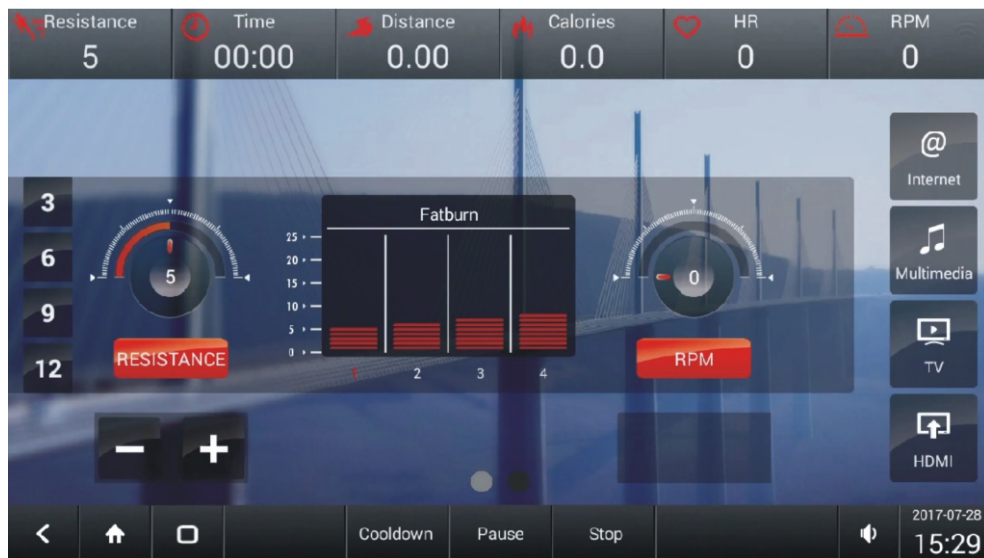 Resistance
5
Time
00:00
Distance
0.00
Calories
0.0
HR
0
RPM
0
@
Internet
Multimedia
TV
HDMI
3
6
9
12
5
RESISTANCE
Fatburn
25
20
15
10
5
0
1
2
3
4
0
RPM
− +
Cooldown
Pause
Stop
2017-07-28
15:29